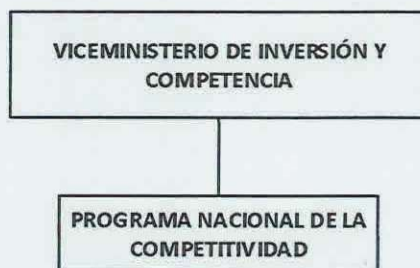 VICEMINISTERIO DE INVERSIÓN Y
COMPETENCIA
PROGRAMA NACIONAL DE LA
COMPETITIVIDAD